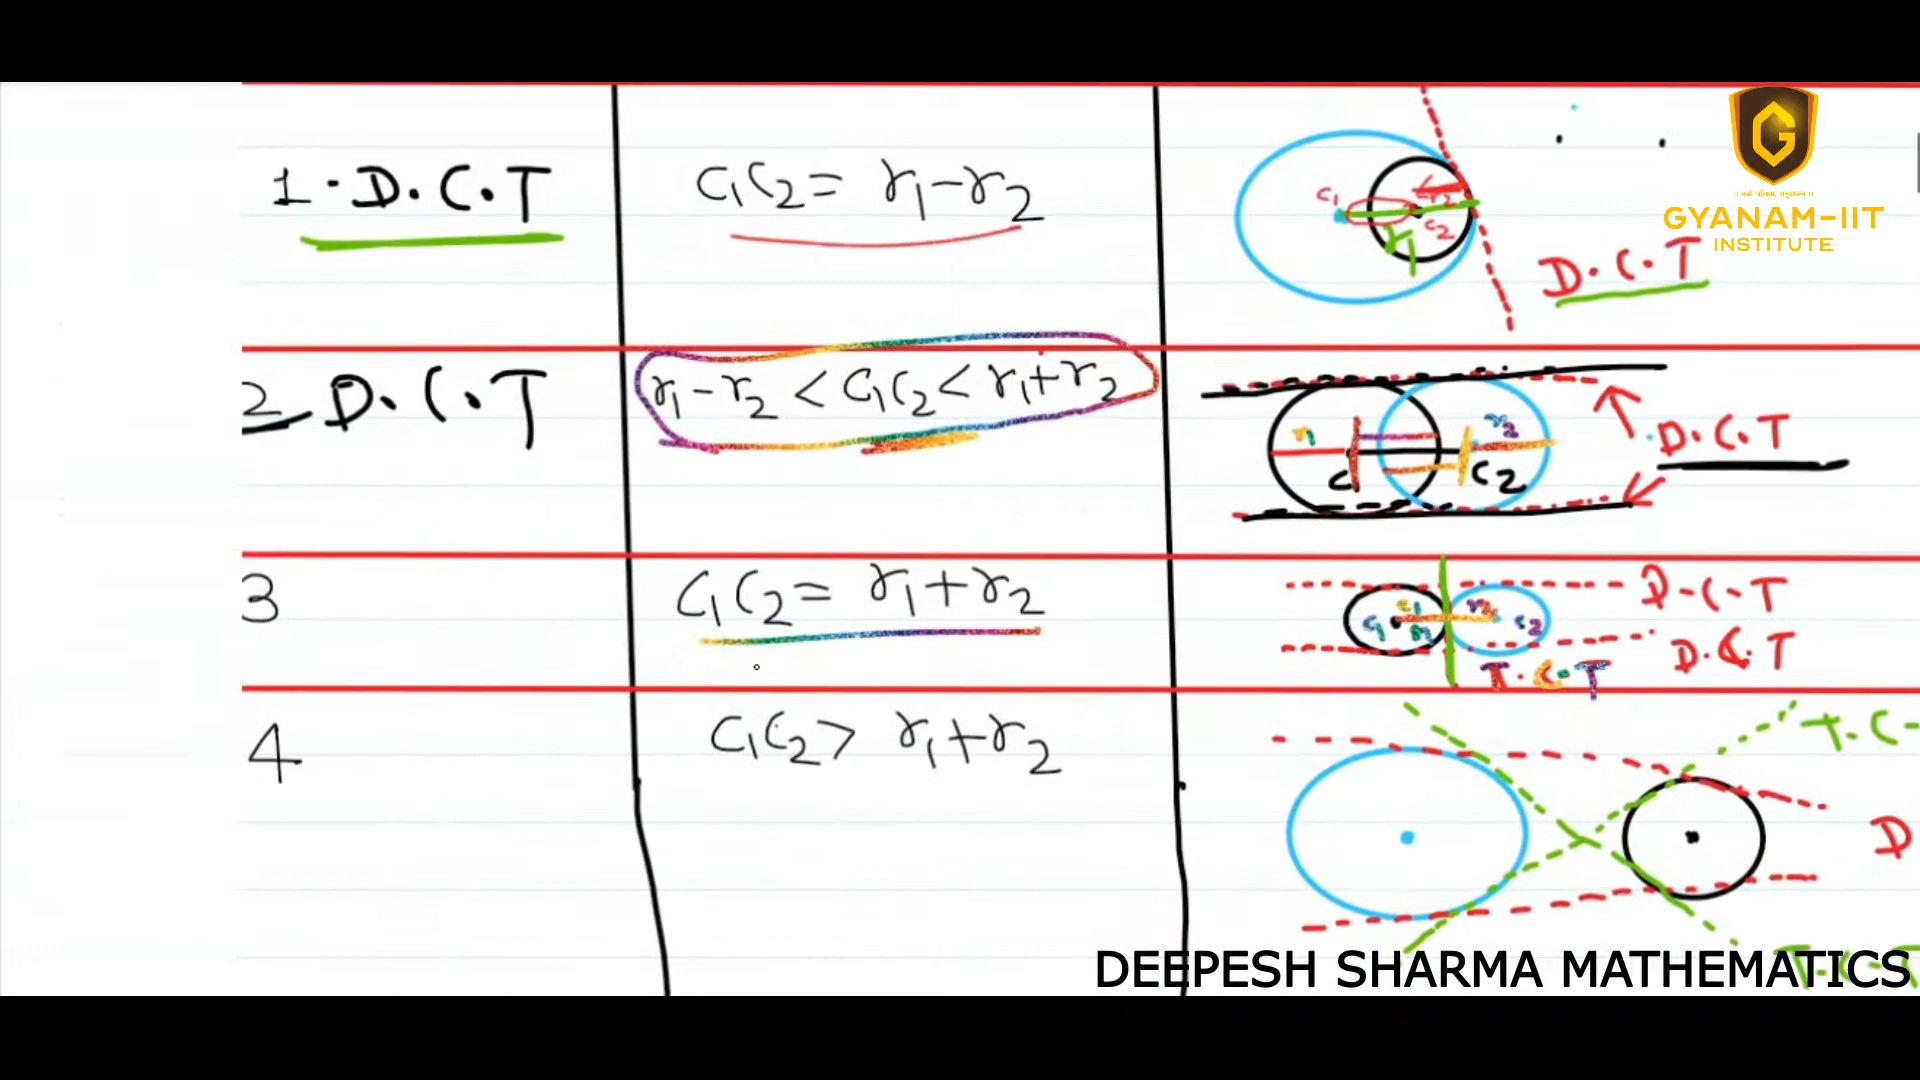 1.D.C.T
C₁C₂ = r₁-r₂
C₁
r₂
C₂
r₁
D.C.T
GYANAM-IIT
INSTITUTE
2 D.C.T
r₁-r₂ < C₁C₂ < r₁+r₂
r₁
r₂
C
C₂
D.C.T
3
C₁C₂ = r₁+r₂
C₁
r₁
r₂
C₂
D-C-T
D.C.T
T.C.T
4
C₁C₂ > r₁+r₂
T.C-
D
T.C-T
DEEPESH SHARMA MATHEMATICS